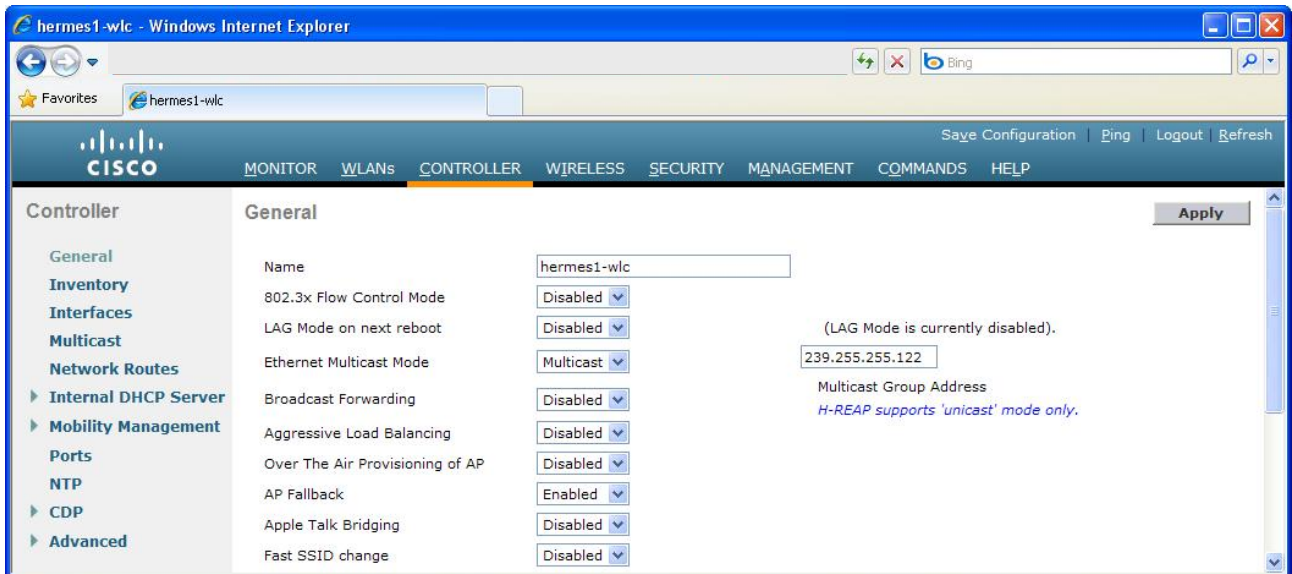 hermes1-wlc - Windows Internet Explorer
Bing
Favorites hermes1-wlc
Save Configuration | Ping | Logout | Refresh
CISCO
MONITOR WLANs CONTROLLER WIRELESS SECURITY MANAGEMENT COMMANDS HELP
Controller
General
Inventory
Interfaces
Multicast
Network Routes
Internal DHCP Server
Mobility Management
Ports
NTP
CDP
Advanced
General
Apply
Name hermes1-wlc
802.3x Flow Control Mode Disabled
LAG Mode on next reboot Disabled (LAG Mode is currently disabled).
Ethernet Multicast Mode Multicast 239.255.255.122
Multicast Group Address
Broadcast Forwarding Disabled
H-REAP supports 'unicast' mode only.
Aggressive Load Balancing Disabled
Over The Air Provisioning of AP Disabled
AP Fallback Enabled
Apple Talk Bridging Disabled
Fast SSID change Disabled